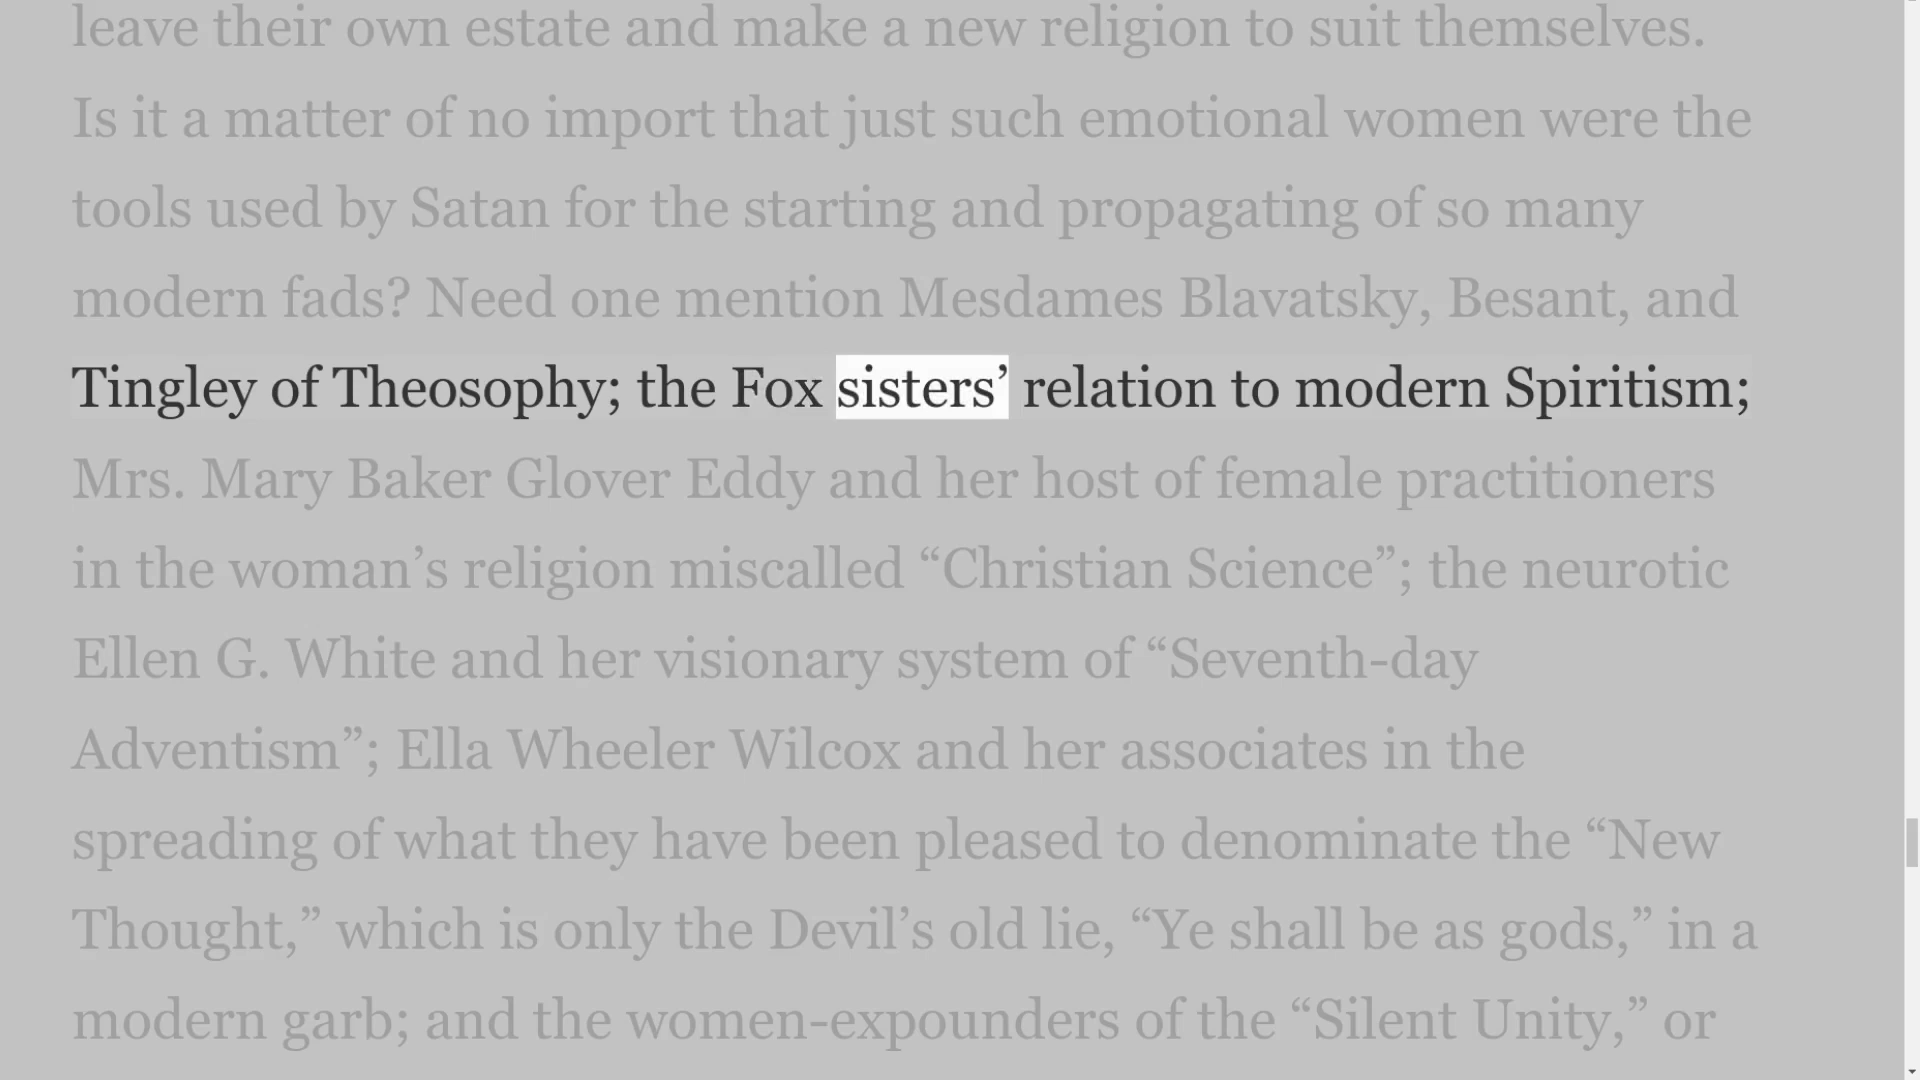 leave their own estate and make a new religion to suit themselves.
Is it a matter of no import that just such emotional women were the
tools used by Satan for the starting and propagating of so many
modern fads? Need one mention Mesdames Blavatsky, Besant, and
Tingley of Theosophy; the Fox sisters’ relation to modern Spiritism;
Mrs. Mary Baker Glover Eddy and her host of female practitioners
in the woman’s religion miscalled “Christian Science”; the neurotic
Ellen G. White and her visionary system of “Seventh-day
Adventism”; Ella Wheeler Wilcox and her associates in the
spreading of what they have been pleased to denominate the “New
Thought,” which is only the Devil’s old lie, “Ye shall be as gods,” in a
modern garb; and the women-expounders of the “Silent Unity,” or